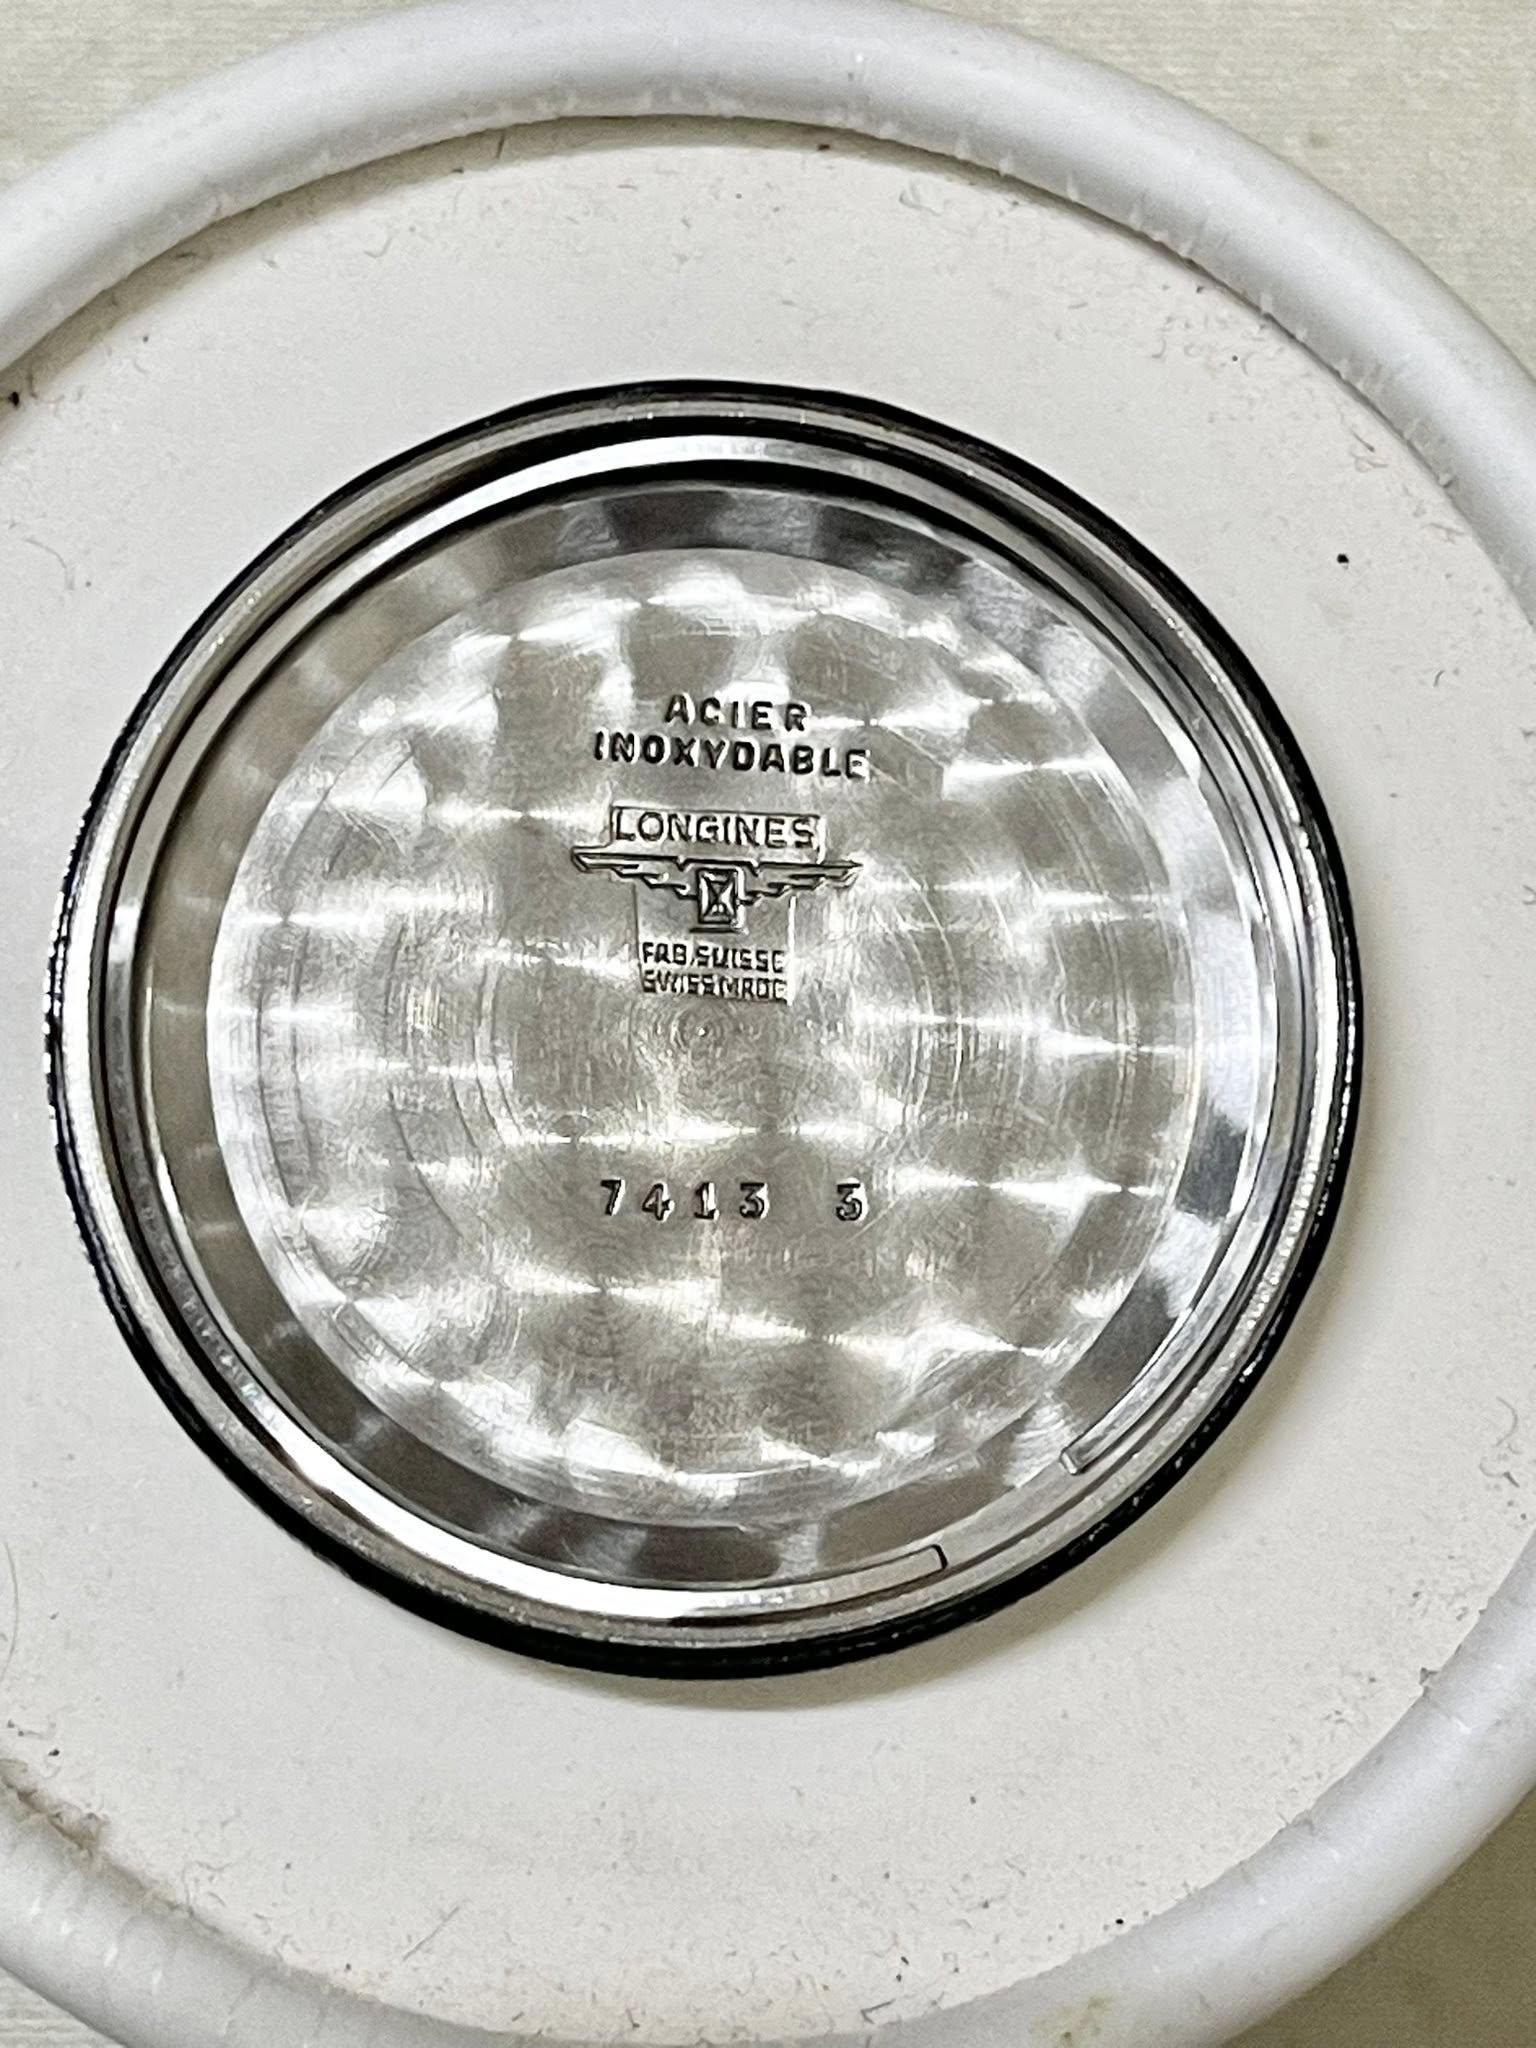 ACIER
INOXYDABLE
LONGINES
FAB.SUISSE
SWISS MADE
7413 3